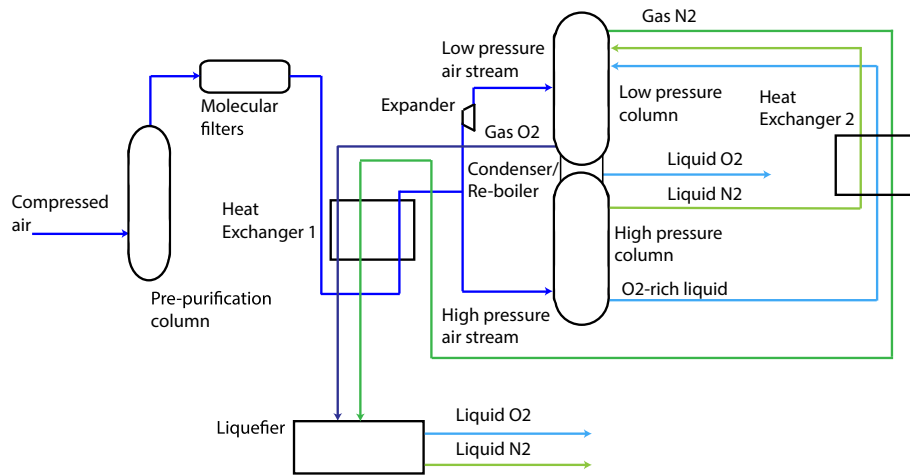 Gas N2
Low pressure
air stream
Molecular
filters
Expander
Low pressure
column
Heat
Exchanger 2
Gas O2
Condenser/
Re-boiler
Liquid O2
Liquid N2
Compressed
air
Heat
Exchanger 1
High pressure
column
Pre-purification
column
O2-rich liquid
High pressure
air stream
Liquefier
Liquid O2
Liquid N2